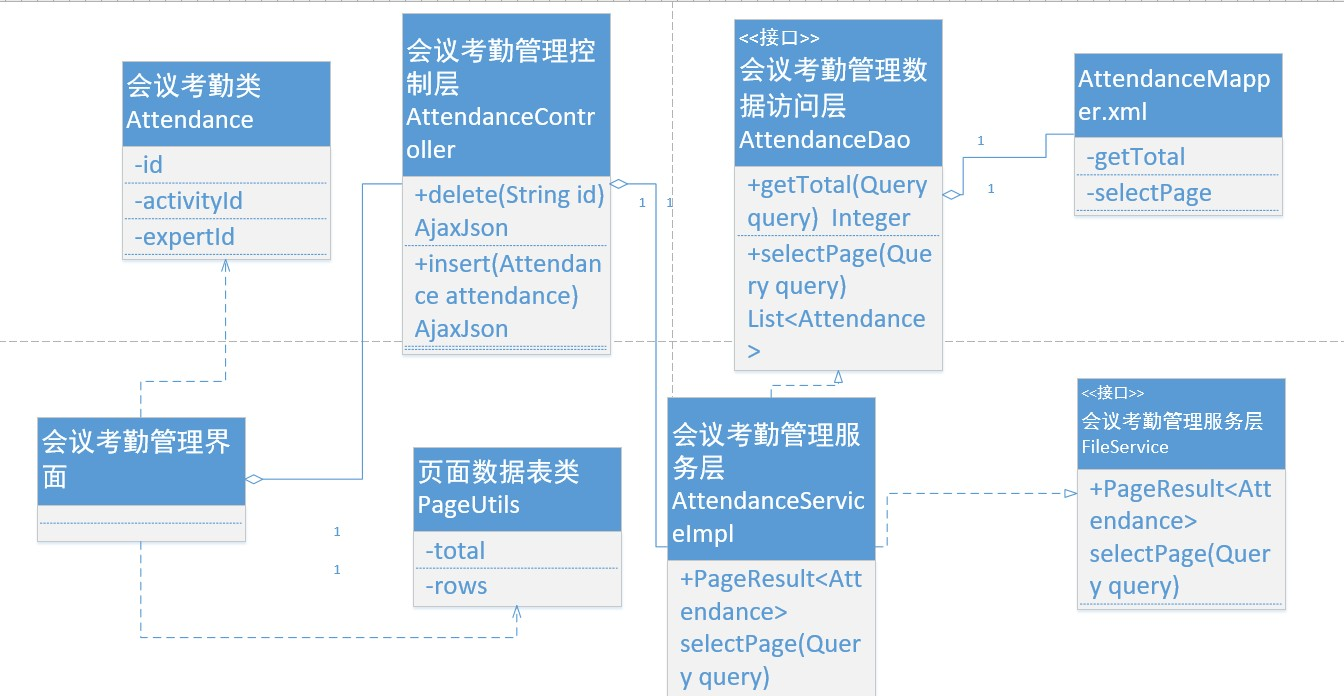 会议考勤类
Attendance
-id
-activityId
-expertId
会议考勤管理控
制层
AttendanceContr
oller
+delete(String id)
AjaxJson
+insert(Attendan
ce attendance)
AjaxJson
1
1
<<接口>>
会议考勤管理数
据访问层
AttendanceDao
+getTotal(Query
query)  Integer
+selectPage(Que
ry query)
List<Attendance
>
1
1
AttendanceMapp
er.xml
-getTotal
-selectPage
会议考勤管理界
面
1
1
页面数据表类
PageUtils
-total
-rows
会议考勤管理服
务层
AttendanceServic
eImpl
+PageResult<Att
endance>
selectPage(Quer
y query)
<<接口>>
会议考勤管理服务层
FileService
+PageResult<Att
endance>
selectPage(Quer
y query)